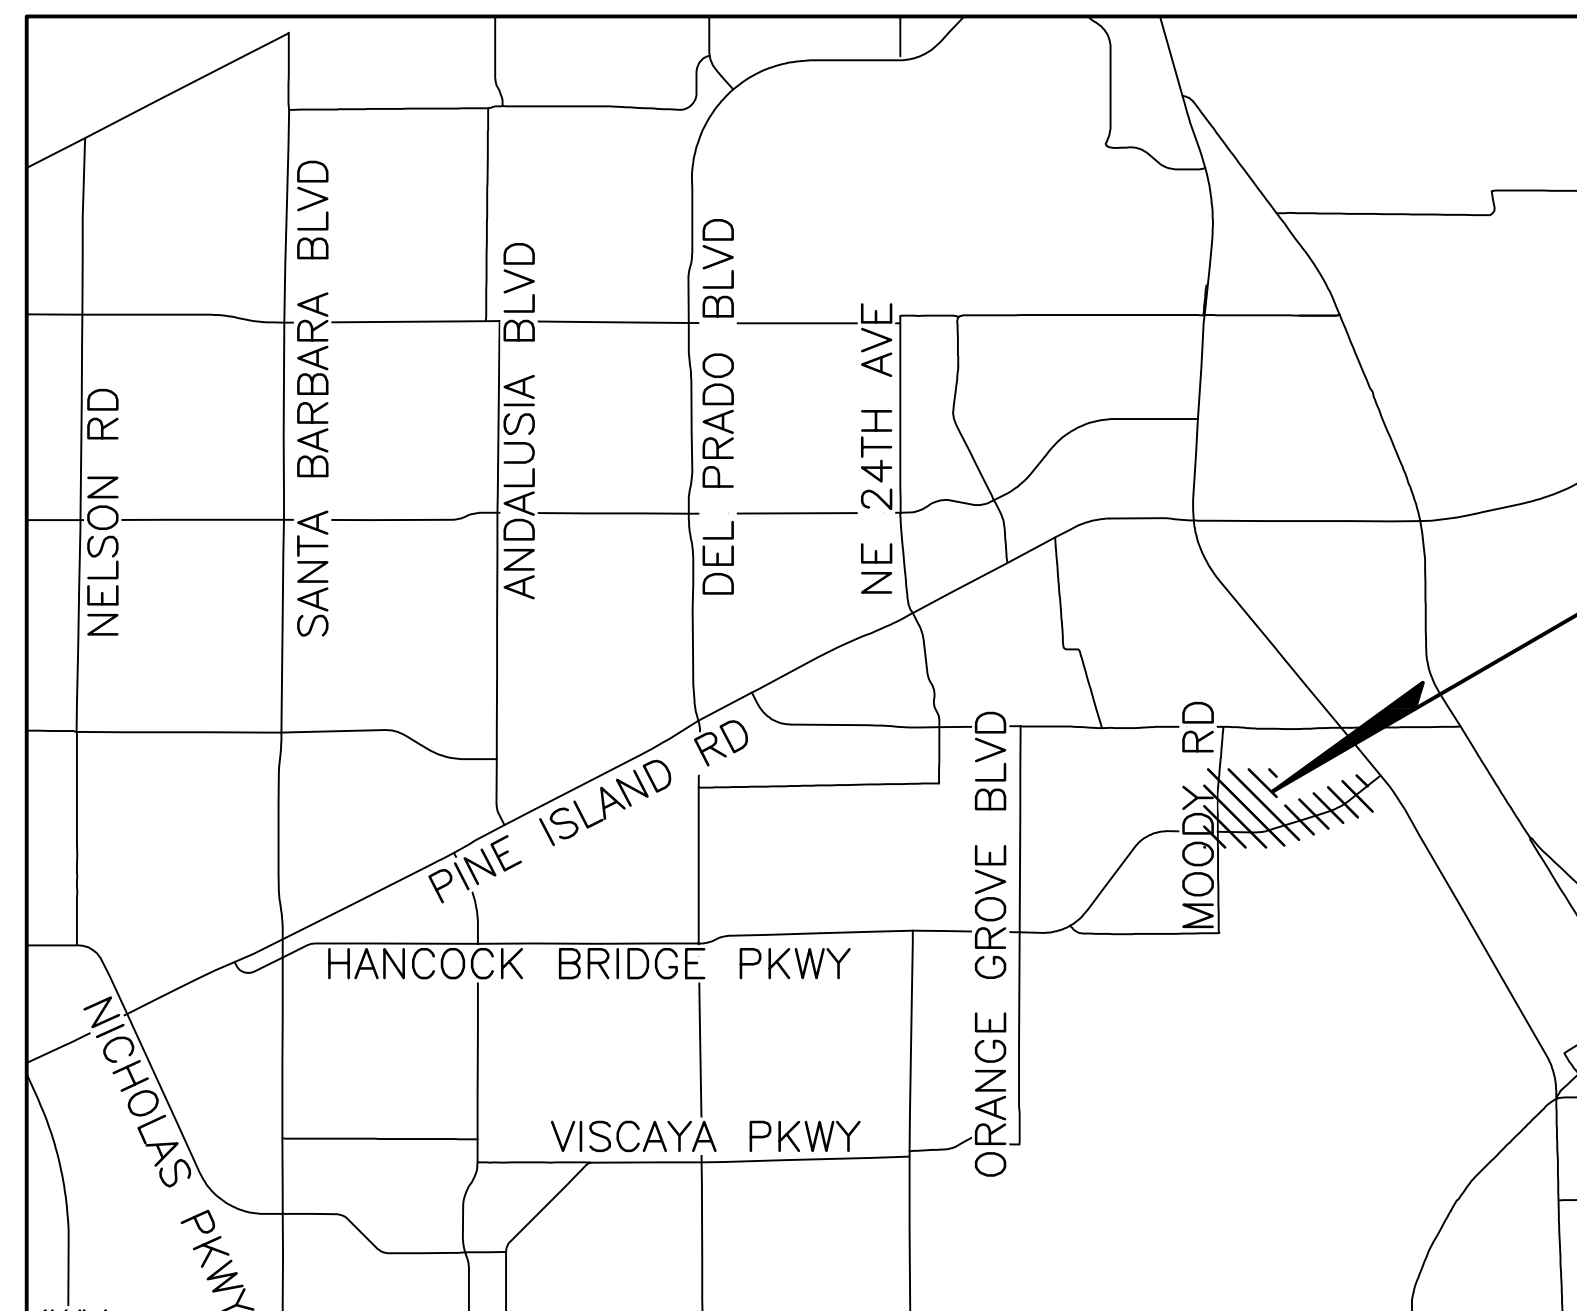 NELSON RD
SANTA BARBARA BLVD
ANDALUSIA BLVD
DEL PRADO BLVD
NE 24TH AVE
PINE ISLAND RD
ORANGE GROVE BLVD
MOODY RD
HANCOCK BRIDGE PKWY
NICHOLAS PKWY
VISCAYA PKWY